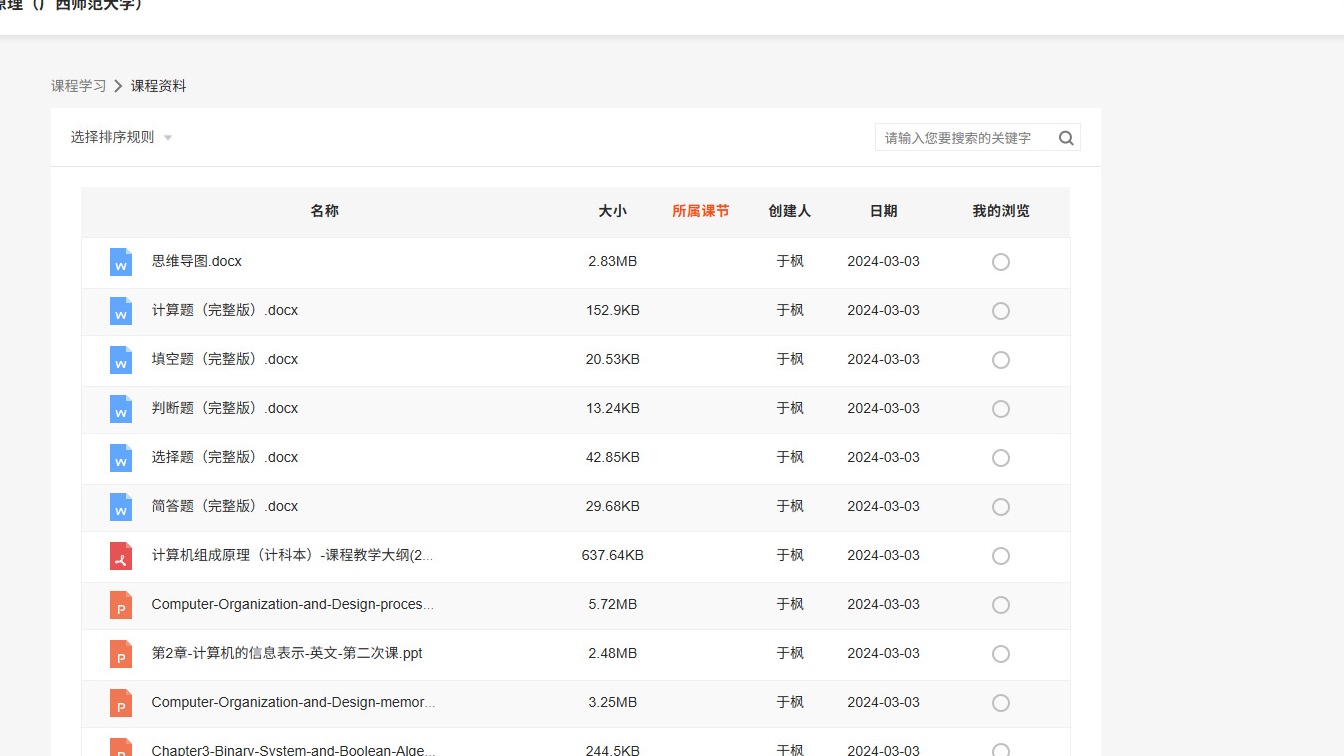 原理（广西师范大学）
课程学习 > 课程资料
选择排序规则
请输入您要搜索的关键字
名称 大小 所属课节 创建人 日期 我的浏览
W 思维导图.docx 2.83MB 于枫 2024-03-03
W 计算题（完整版）.docx 152.9KB 于枫 2024-03-03
W 填空题（完整版）.docx 20.53KB 于枫 2024-03-03
W 判断题（完整版）.docx 13.24KB 于枫 2024-03-03
W 选择题（完整版）.docx 42.85KB 于枫 2024-03-03
W 简答题（完整版）.docx 29.68KB 于枫 2024-03-03
计算机组成原理（计科本）-课程教学大纲(2... 637.64KB 于枫 2024-03-03
P Computer-Organization-and-Design-proces... 5.72MB 于枫 2024-03-03
P 第2章-计算机的信息表示-英文-第二次课.ppt 2.48MB 于枫 2024-03-03
P Computer-Organization-and-Design-memor... 3.25MB 于枫 2024-03-03
P Chapter3-Binary-System-and-Boolean-Alge... 244.5KB 于枫 2024-03-03